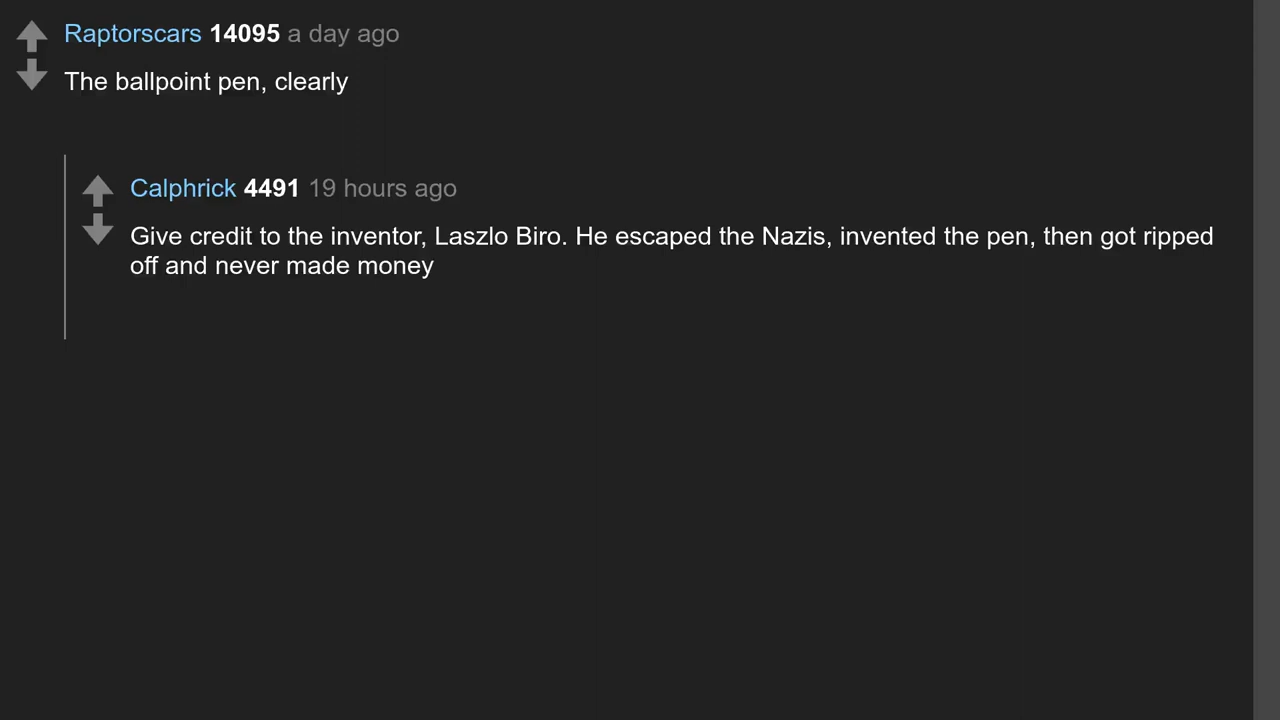 Raptorscars 14095 a day ago
The ballpoint pen, clearly
Calphrick 4491 19 hours ago
Give credit to the inventor, Laszlo Biro. He escaped the Nazis, invented the pen, then got ripped
off and never made money